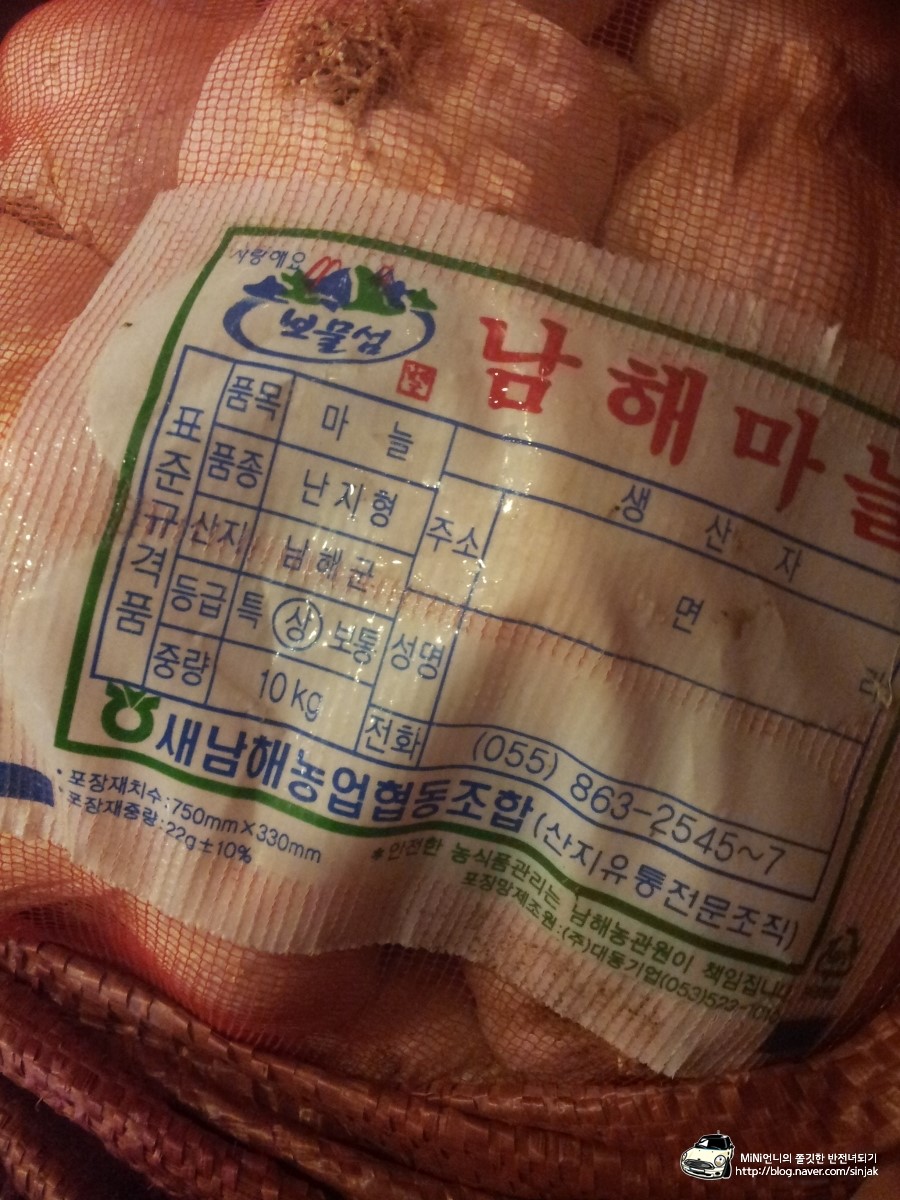 사랑해요
보물섬
남해마늘
표준규격품
품목 마늘
품종 난지형
산지 남해군
등급 특 상 보통
중량 10kg
생산자
주소 면 리
성명
전화 (055) 863-2545~7
새남해농업협동조합(산지유통전문조직)
·포장재치수:750mm×330mm
·포장재중량:22g±10%
*안전한 농식품관리는 남해농관원이 책임집니다
포장망제조원:(주)대동기업(053)522-
MiNi언니의 쫄깃한 반전녀되기
http://blog.naver.com/sinjak